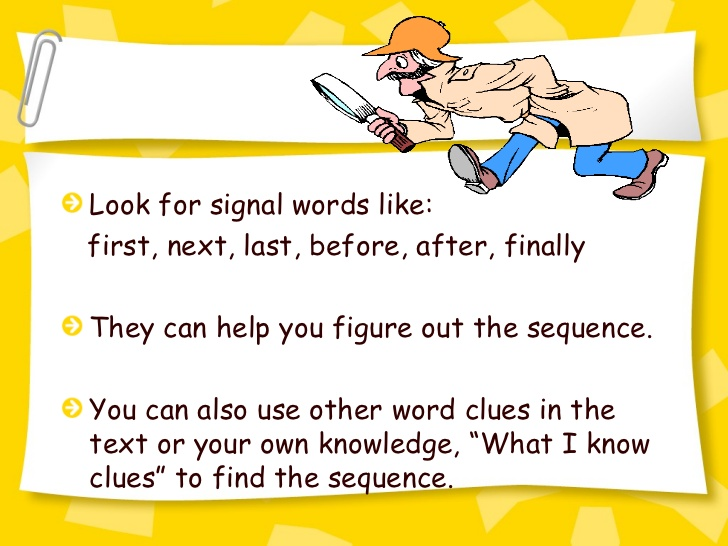 Look for signal words like:
first, next, last, before, after, finally
They can help you figure out the sequence.
You can also use other word clues in the
text or your own knowledge, “What I know
clues” to find the sequence.